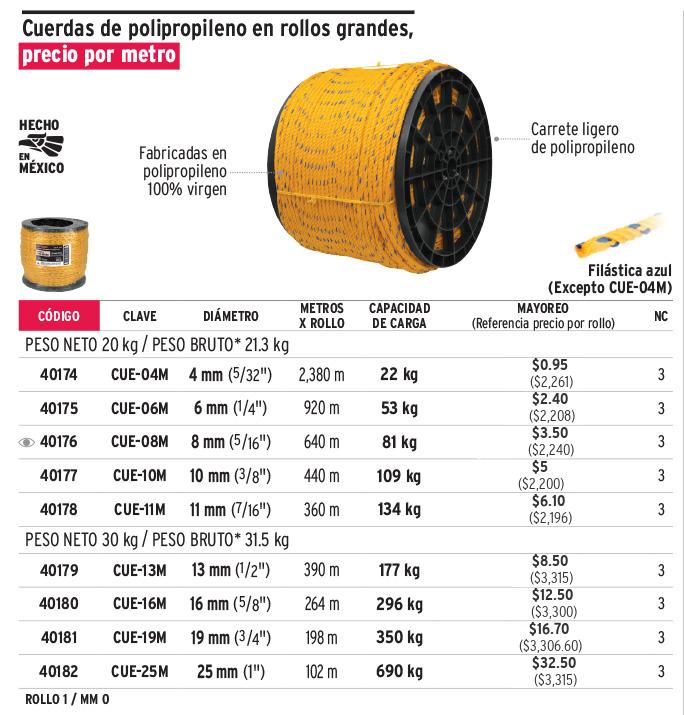 Cuerdas de polipropileno en rollos grandes,
precio por metro
HECHO
EN
MÉXICO
Fabricadas en
polipropileno
100% virgen
Carrete ligero
de polipropileno
Filástica azul
(Excepto CUE-04M)
CÓDIGO CLAVE DIÁMETRO METROS X ROLLO CAPACIDAD DE CARGA MAYOREO (Referencia precio por rollo) NC
PESO NETO 20 kg / PESO BRUTO* 21.3 kg
40174 CUE-04M 4 mm (5/32") 2,380 m 22 kg $0.95 ($2,261) 3
40175 CUE-06M 6 mm (1/4") 920 m 53 kg $2.40 ($2,208) 3
40176 CUE-08M 8 mm (5/16") 640 m 81 kg $3.50 ($2,240) 3
40177 CUE-10M 10 mm (3/8") 440 m 109 kg $5 ($2,200) 3
40178 CUE-11M 11 mm (7/16") 360 m 134 kg $6.10 ($2,196) 3
PESO NETO 30 kg / PESO BRUTO* 31.5 kg
40179 CUE-13M 13 mm (1/2") 390 m 177 kg $8.50 ($3,315) 3
40180 CUE-16M 16 mm (5/8") 264 m 296 kg $12.50 ($3,300) 3
40181 CUE-19M 19 mm (3/4") 198 m 350 kg $16.70 ($3,306.60) 3
40182 CUE-25M 25 mm (1") 102 m 690 kg $32.50 ($3,315) 3
ROLLO 1 / MM 0